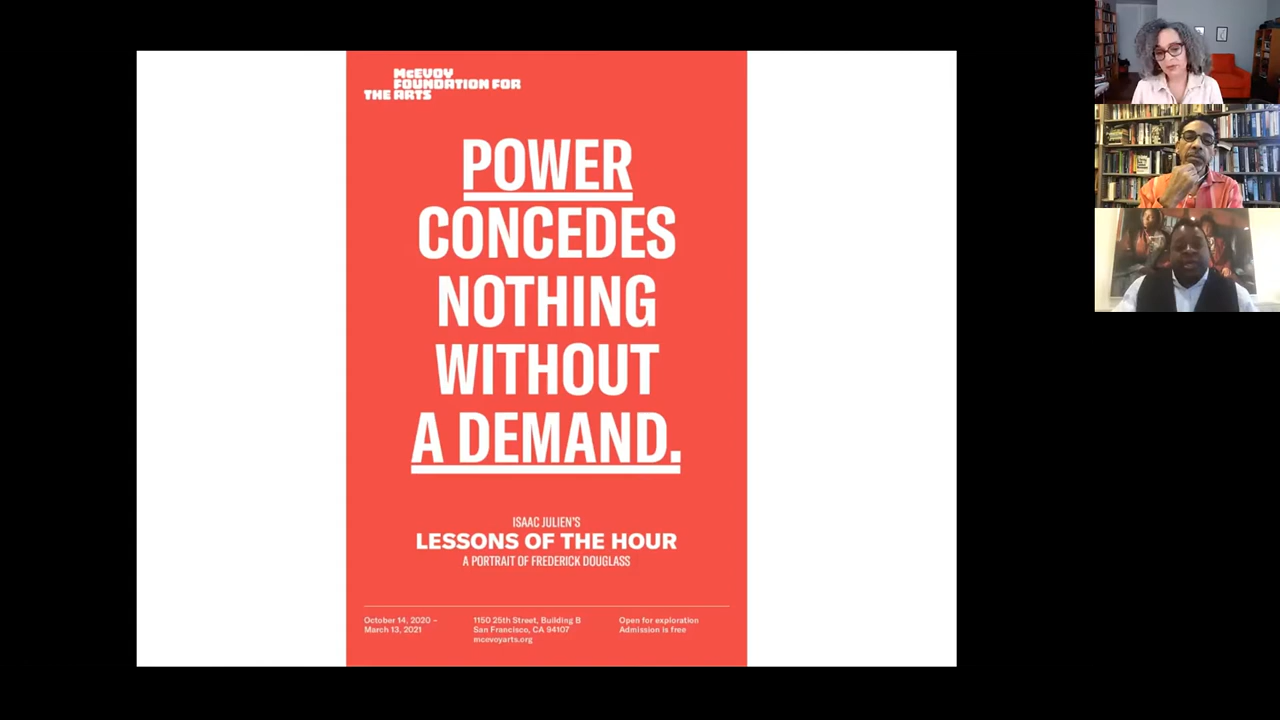 McEVOY
FOUNDATION FOR
THE ARTS
POWER
CONCEDES
NOTHING
WITHOUT
A DEMAND.
ISAAC JULIEN'S
LESSONS OF THE HOUR
A PORTRAIT OF FREDERICK DOUGLASS
October 14, 2020 –
March 13, 2021
1150 25th Street, Building B
San Francisco, CA 94107
mcevoyarts.org
Open for exploration
Admission is free